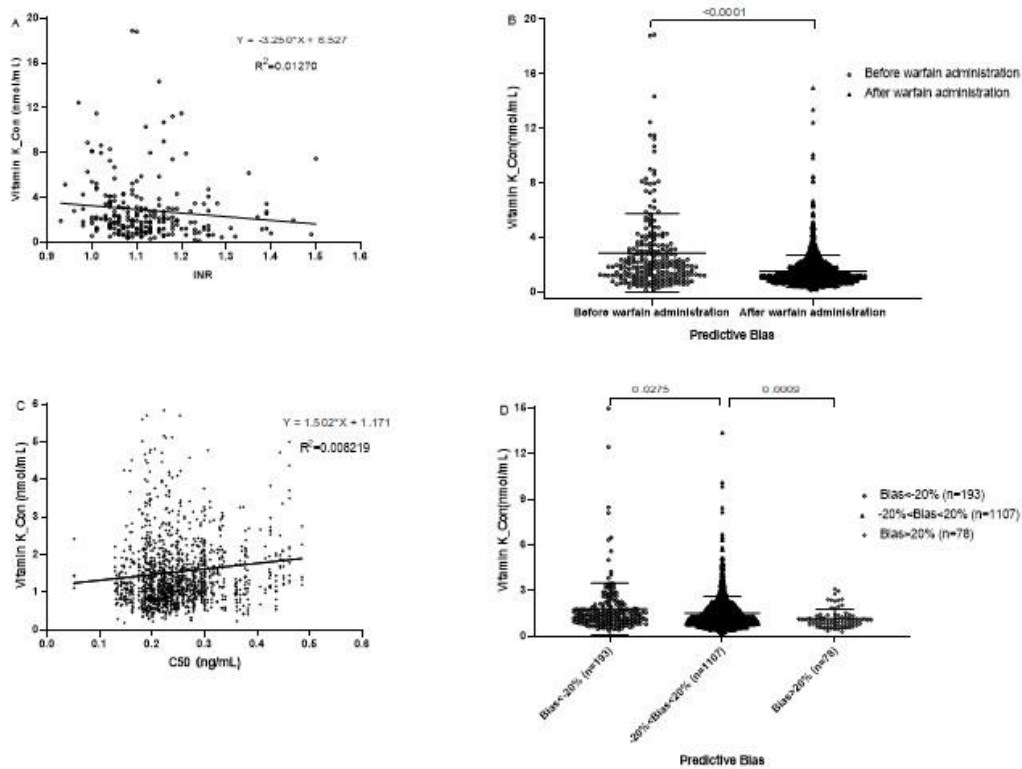 A
Y = -3.250*X + 6.527
R²=0.01270
Vitamin K_Con (nmol/mL)
20
16
12
8
4
0
0.9 1.0 1.1 1.2 1.3 1.4 1.5 1.6
INR
B
<0.0001
Before warfain administration
After warfain administration
Vitamin K_Con(nmol/mL)
20
16
12
8
4
0
Before warfain administration After warfain administration
Predictive Bias
C
Y = 1.502*X + 1.171
R²=0.008219
Vitamin K_Con (nmol/mL)
6
5
4
3
2
1
0
0.0 0.1 0.2 0.3 0.4 0.5 0.6
C50 (ng/mL)
D
0.0275 0.0009
Bias<-20% (n=193)
-20%<Bias<20% (n=1107)
Bias>20% (n=78)
Vitamin K_Con(nmol/mL)
16
12
9
6
3
0
Bias<-20% (n=193)
-20%<Bias<20% (n=1107)
Bias>20% (n=78)
Predictive Bias